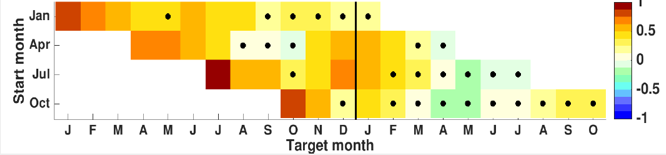 Start month
Jan
Apr
Jul
Oct
J F M A M J J A S O N D J F M A M J J A S O N D
Target month
1
0.5
0
-0.5
-1